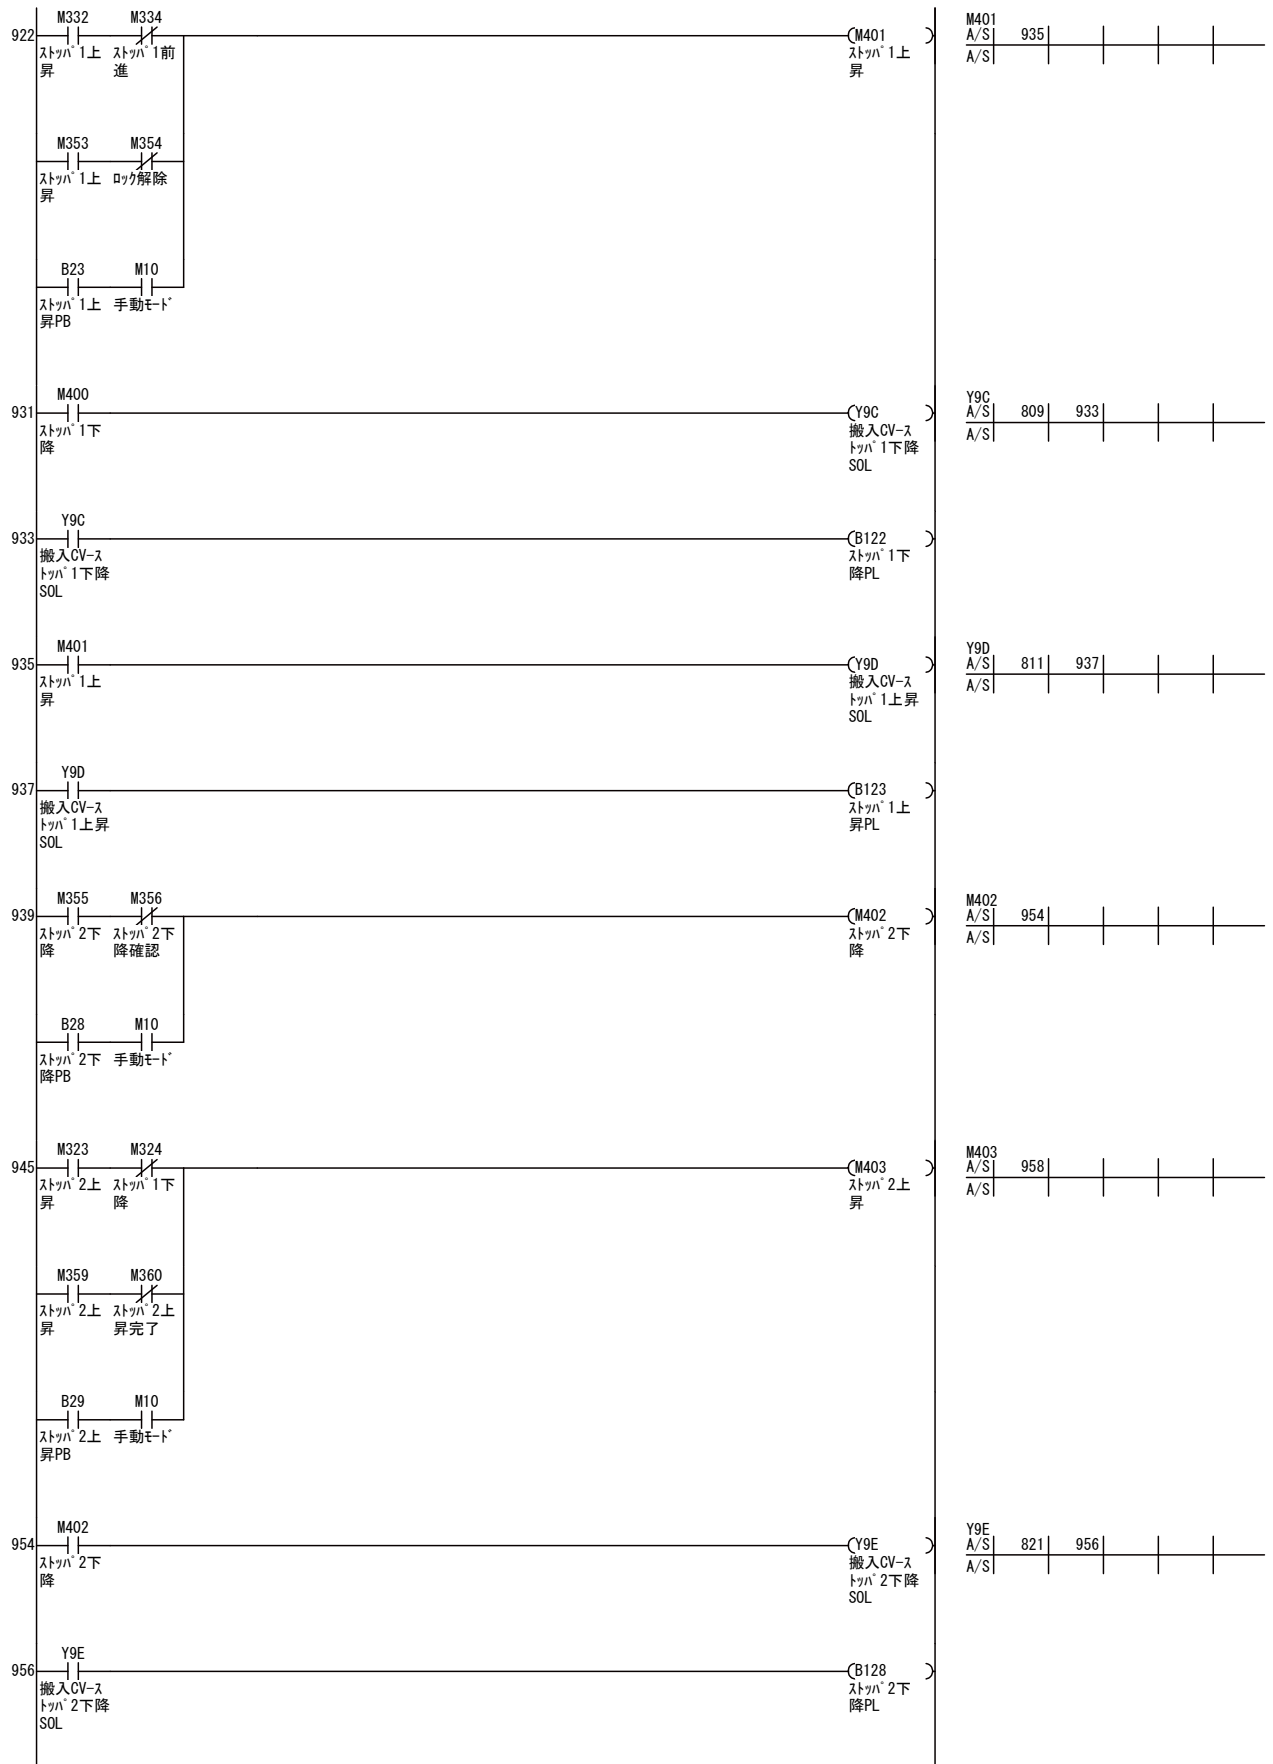 M332 M334 M401
922 (M401 ) A/S 935
ｽﾄｯﾊﾟ1上 ｽﾄｯﾊﾟ1前 ｽﾄｯﾊﾟ1上 A/S
昇 進 昇
M353 M354
ｽﾄｯﾊﾟ1上 ﾛｯｸ解除
昇
B23 M10
ｽﾄｯﾊﾟ1上 手動ﾓｰﾄﾞ
昇PB
M400 Y9C
931 (Y9C ) A/S 809 933
ｽﾄｯﾊﾟ1下 搬入CV-ｽ A/S
降 ﾄｯﾊﾟ1下降
SOL
Y9C
933 (B122 )
搬入CV-ｽ ｽﾄｯﾊﾟ1下
ﾄｯﾊﾟ1下降 降PL
SOL
M401 Y9D
935 (Y9D ) A/S 811 937
ｽﾄｯﾊﾟ1上 搬入CV-ｽ A/S
昇 ﾄｯﾊﾟ1上昇
SOL
Y9D
937 (B123 )
搬入CV-ｽ ｽﾄｯﾊﾟ1上
ﾄｯﾊﾟ1上昇 昇PL
SOL
M355 M356 M402
939 (M402 ) A/S 954
ｽﾄｯﾊﾟ2下 ｽﾄｯﾊﾟ2下 ｽﾄｯﾊﾟ2下 A/S
降 降確認 降
B28 M10
ｽﾄｯﾊﾟ2下 手動ﾓｰﾄﾞ
降PB
M323 M324 M403
945 (M403 ) A/S 958
ｽﾄｯﾊﾟ2上 ｽﾄｯﾊﾟ1下 ｽﾄｯﾊﾟ2上 A/S
昇 降 昇
M359 M360
ｽﾄｯﾊﾟ2上 ｽﾄｯﾊﾟ2上
昇 昇完了
B29 M10
ｽﾄｯﾊﾟ2上 手動ﾓｰﾄﾞ
昇PB
M402 Y9E
954 (Y9E ) A/S 821 956
ｽﾄｯﾊﾟ2下 搬入CV-ｽ A/S
降 ﾄｯﾊﾟ2下降
SOL
Y9E
956 (B128 )
搬入CV-ｽ ｽﾄｯﾊﾟ2下
ﾄｯﾊﾟ2下降 降PL
SOL